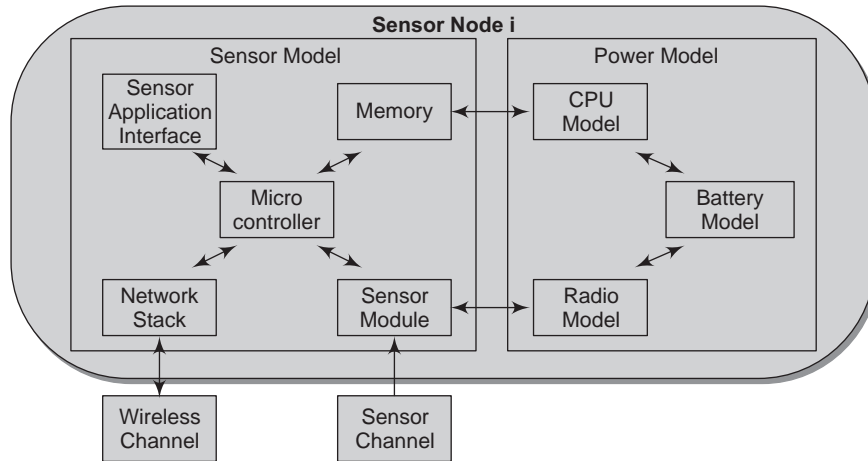 Sensor Node i
Sensor Model
Power Model
Sensor
Application
Interface
Memory
CPU
Model
Micro
controller
Battery
Model
Network
Stack
Sensor
Module
Radio
Model
Wireless
Channel
Sensor
Channel